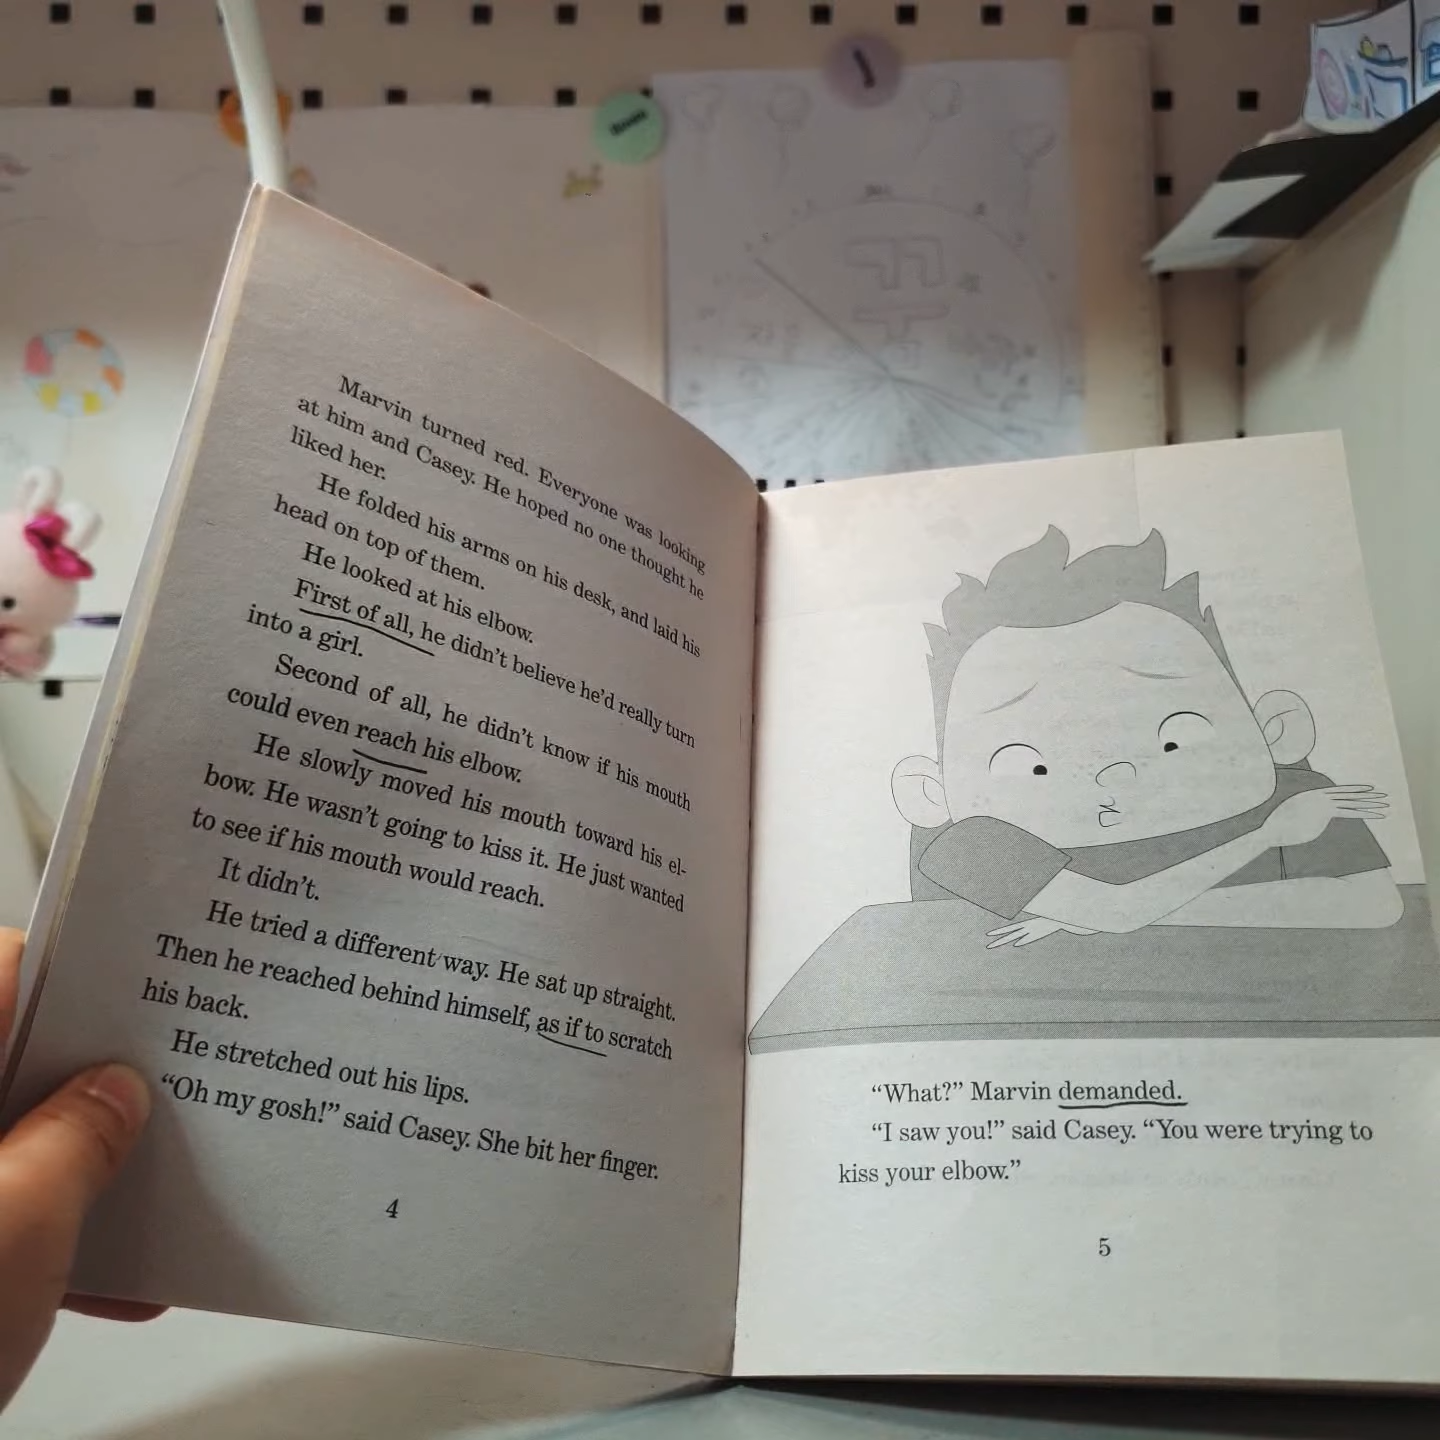 Marvin turned red. Everyone was looking
at him and Casey. He hoped no one thought he
liked her.
He folded his arms on his desk, and laid his
head on top of them.
He looked at his elbow.
First of all, he didn't believe he'd really turn
into a girl.
Second of all, he didn't know if his mouth
could even reach his elbow.
He slowly moved his mouth toward his el-
bow. He wasn't going to kiss it. He just wanted
to see if his mouth would reach.
It didn't.
He tried a different way. He sat up straight.
Then he reached behind himself, as if to scratch
his back.
He stretched out his lips.
“Oh my gosh!” said Casey. She bit her finger.
4
“What?” Marvin demanded.
“I saw you!” said Casey. “You were trying to
kiss your elbow.”
5